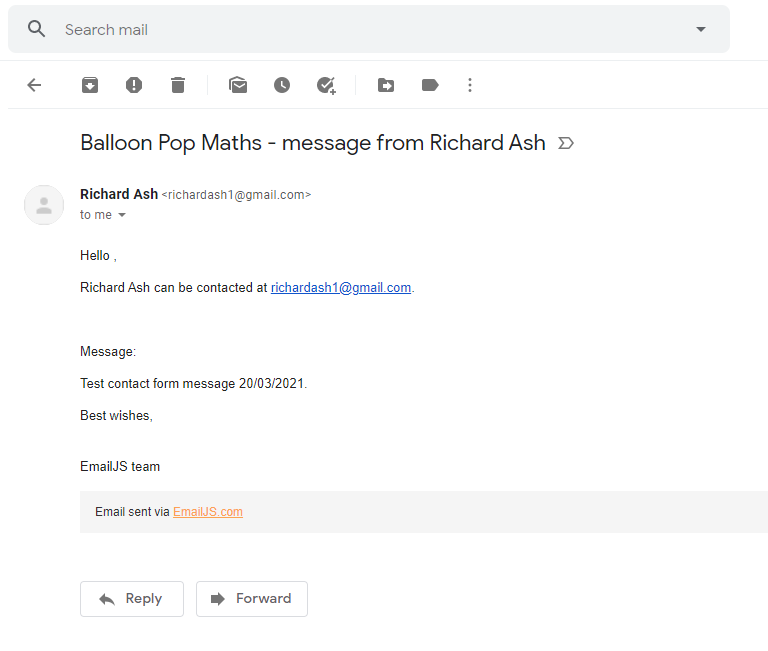 Search mail
Balloon Pop Maths - message from Richard Ash
Richard Ash <richardash1@gmail.com>
to me
Hello ,
Richard Ash can be contacted at richardash1@gmail.com.
Message:
Test contact form message 20/03/2021.
Best wishes,
EmailJS team
Email sent via EmailJS.com
Reply Forward